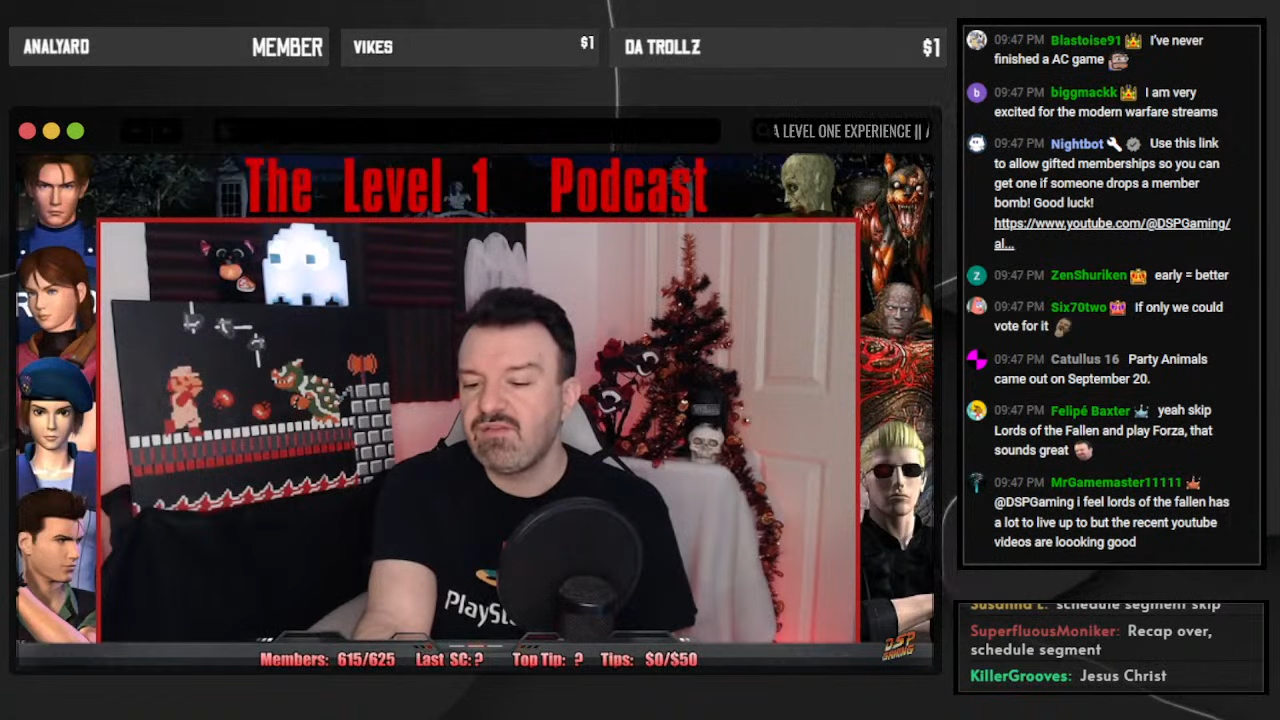 ANALYARD MEMBER
VIKES $1
DA TROLLZ $1
A LEVEL ONE EXPERIENCE ||
The Level 1 Podcast
PlaySt
Members: 615/625 Last SC: ? Top Tip: ? Tips: $0/$50
DSP
GAMING
09:47 PM Blastoise91 I've never
finished a AC game
09:47 PM biggmackk I am very
excited for the modern warfare streams
09:47 PM Nightbot Use this link
to allow gifted memberships so you can
get one if someone drops a member
bomb! Good luck!
https://www.youtube.com/@DSPGaming/
al...
09:47 PM ZenShuriken early = better
09:47 PM Six70two If only we could
vote for it
09:47 PM Catullus 16 Party Animals
came out on September 20.
09:47 PM Felipé Baxter yeah skip
Lords of the Fallen and play Forza, that
sounds great
09:47 PM MrGamemaster11111
@DSPGaming i feel lords of the fallen has
a lot to live up to but the recent youtube
videos are loooking good
Susanna L: schedule segment skip
SuperfluousMoniker: Recap over,
schedule segment
KillerGrooves: Jesus Christ